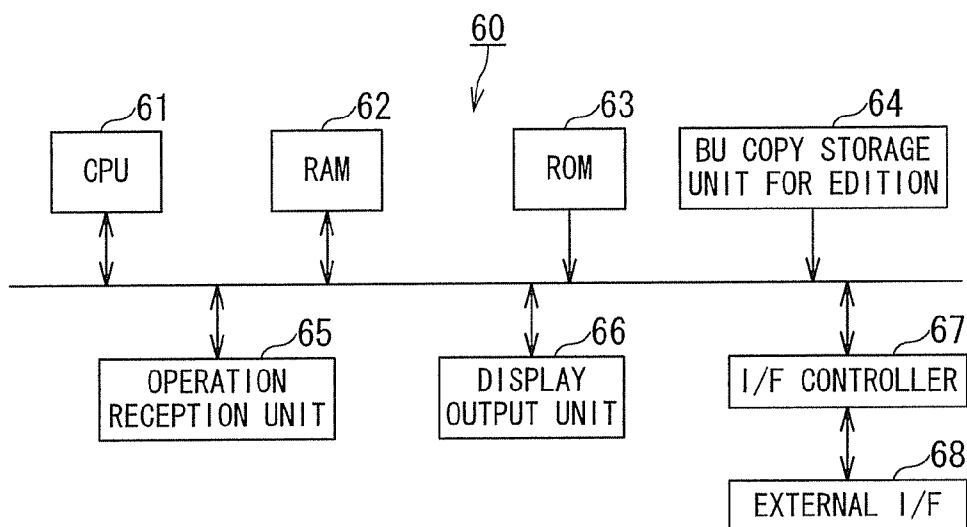 60
61
62
63
64
CPU
RAM
ROM
BU COPY STORAGE
UNIT FOR EDITION
65
66
67
OPERATION
RECEPTION UNIT
DISPLAY
OUTPUT UNIT
I/F CONTROLLER
68
EXTERNAL I/F